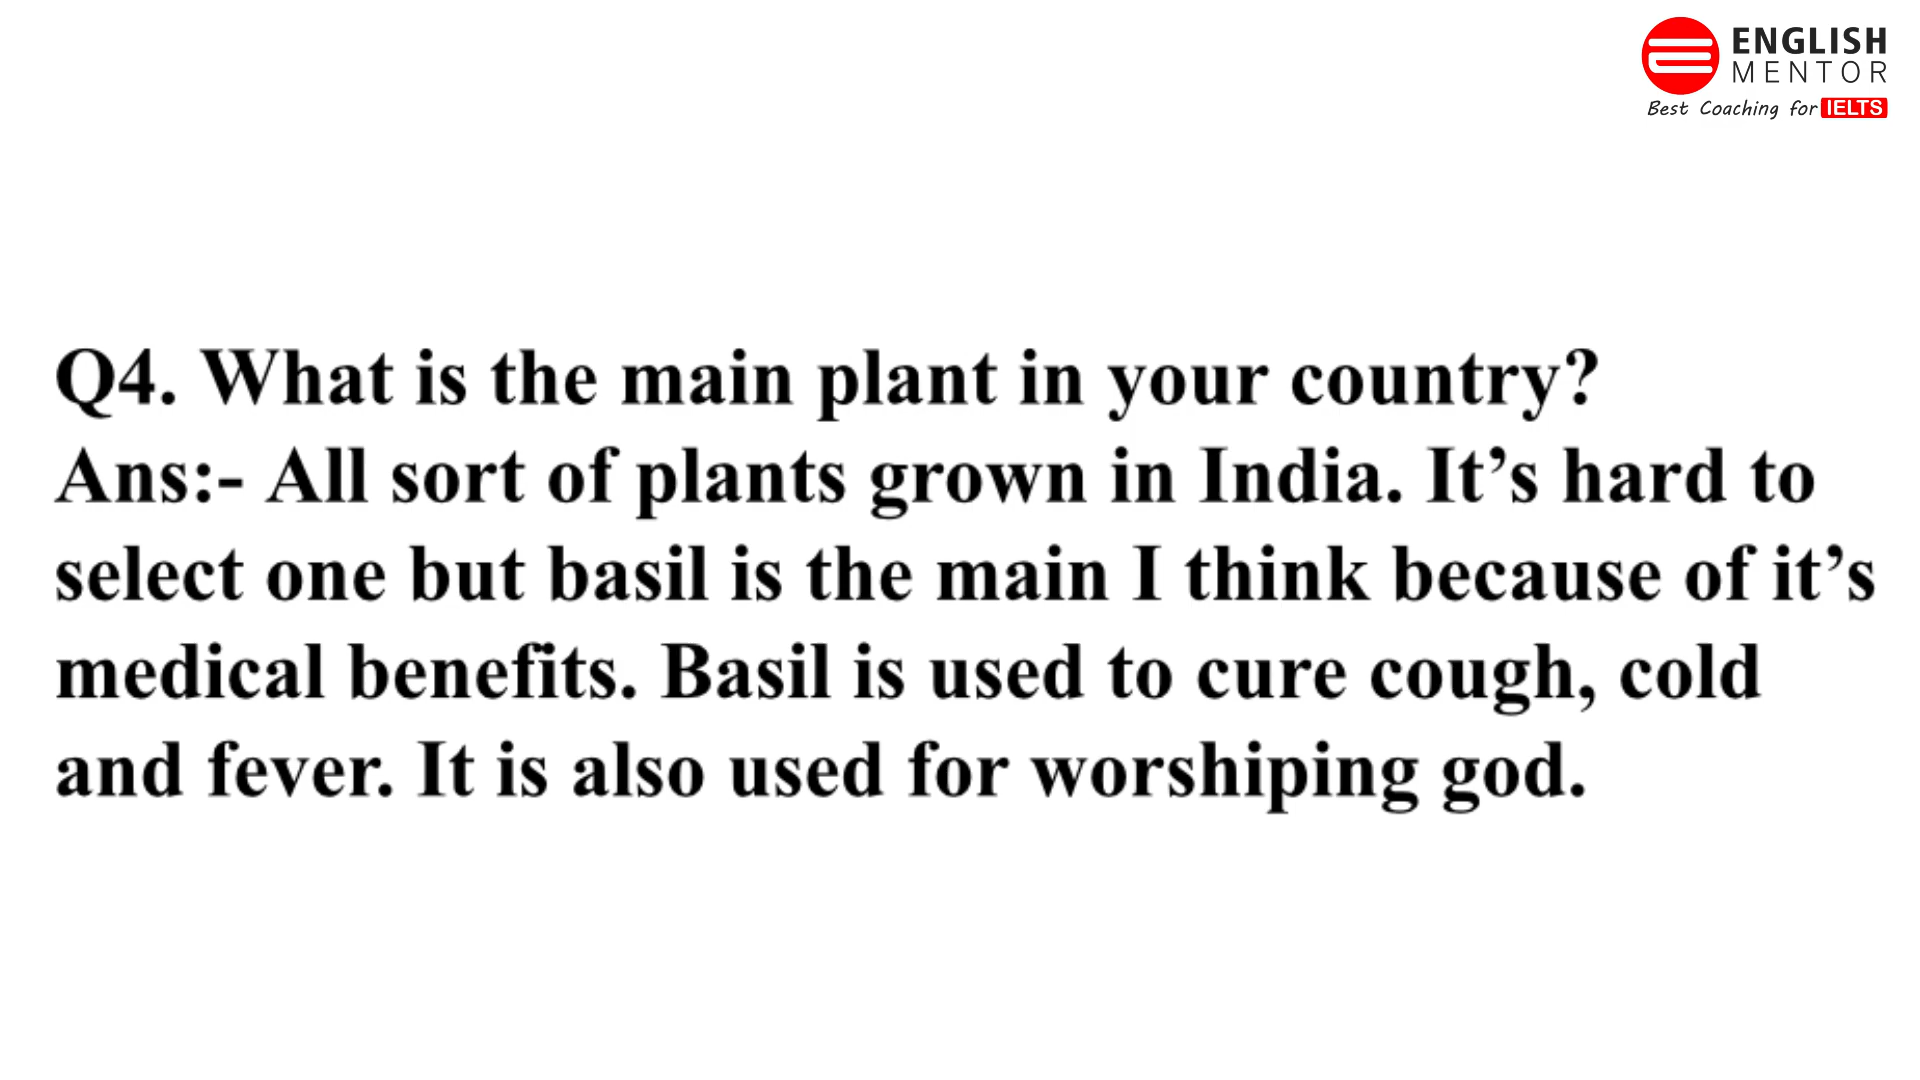 ENGLISH
MENTOR
Best Coaching for IELTS
Q4. What is the main plant in your country?
Ans:- All sort of plants grown in India. It’s hard to
select one but basil is the main I think because of it’s
medical benefits. Basil is used to cure cough, cold
and fever. It is also used for worshiping god.